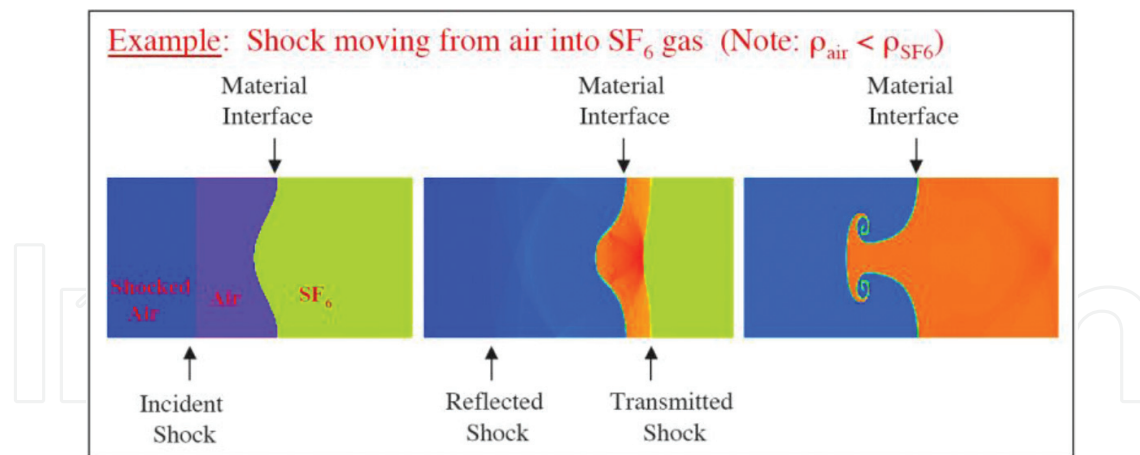 Example: Shock moving from air into SF₆ gas (Note: ρair < ρSF6)
Material Interface
Material Interface
Material Interface
Shocked Air
Air
SF₆
Incident Shock
Reflected Shock
Transmitted Shock